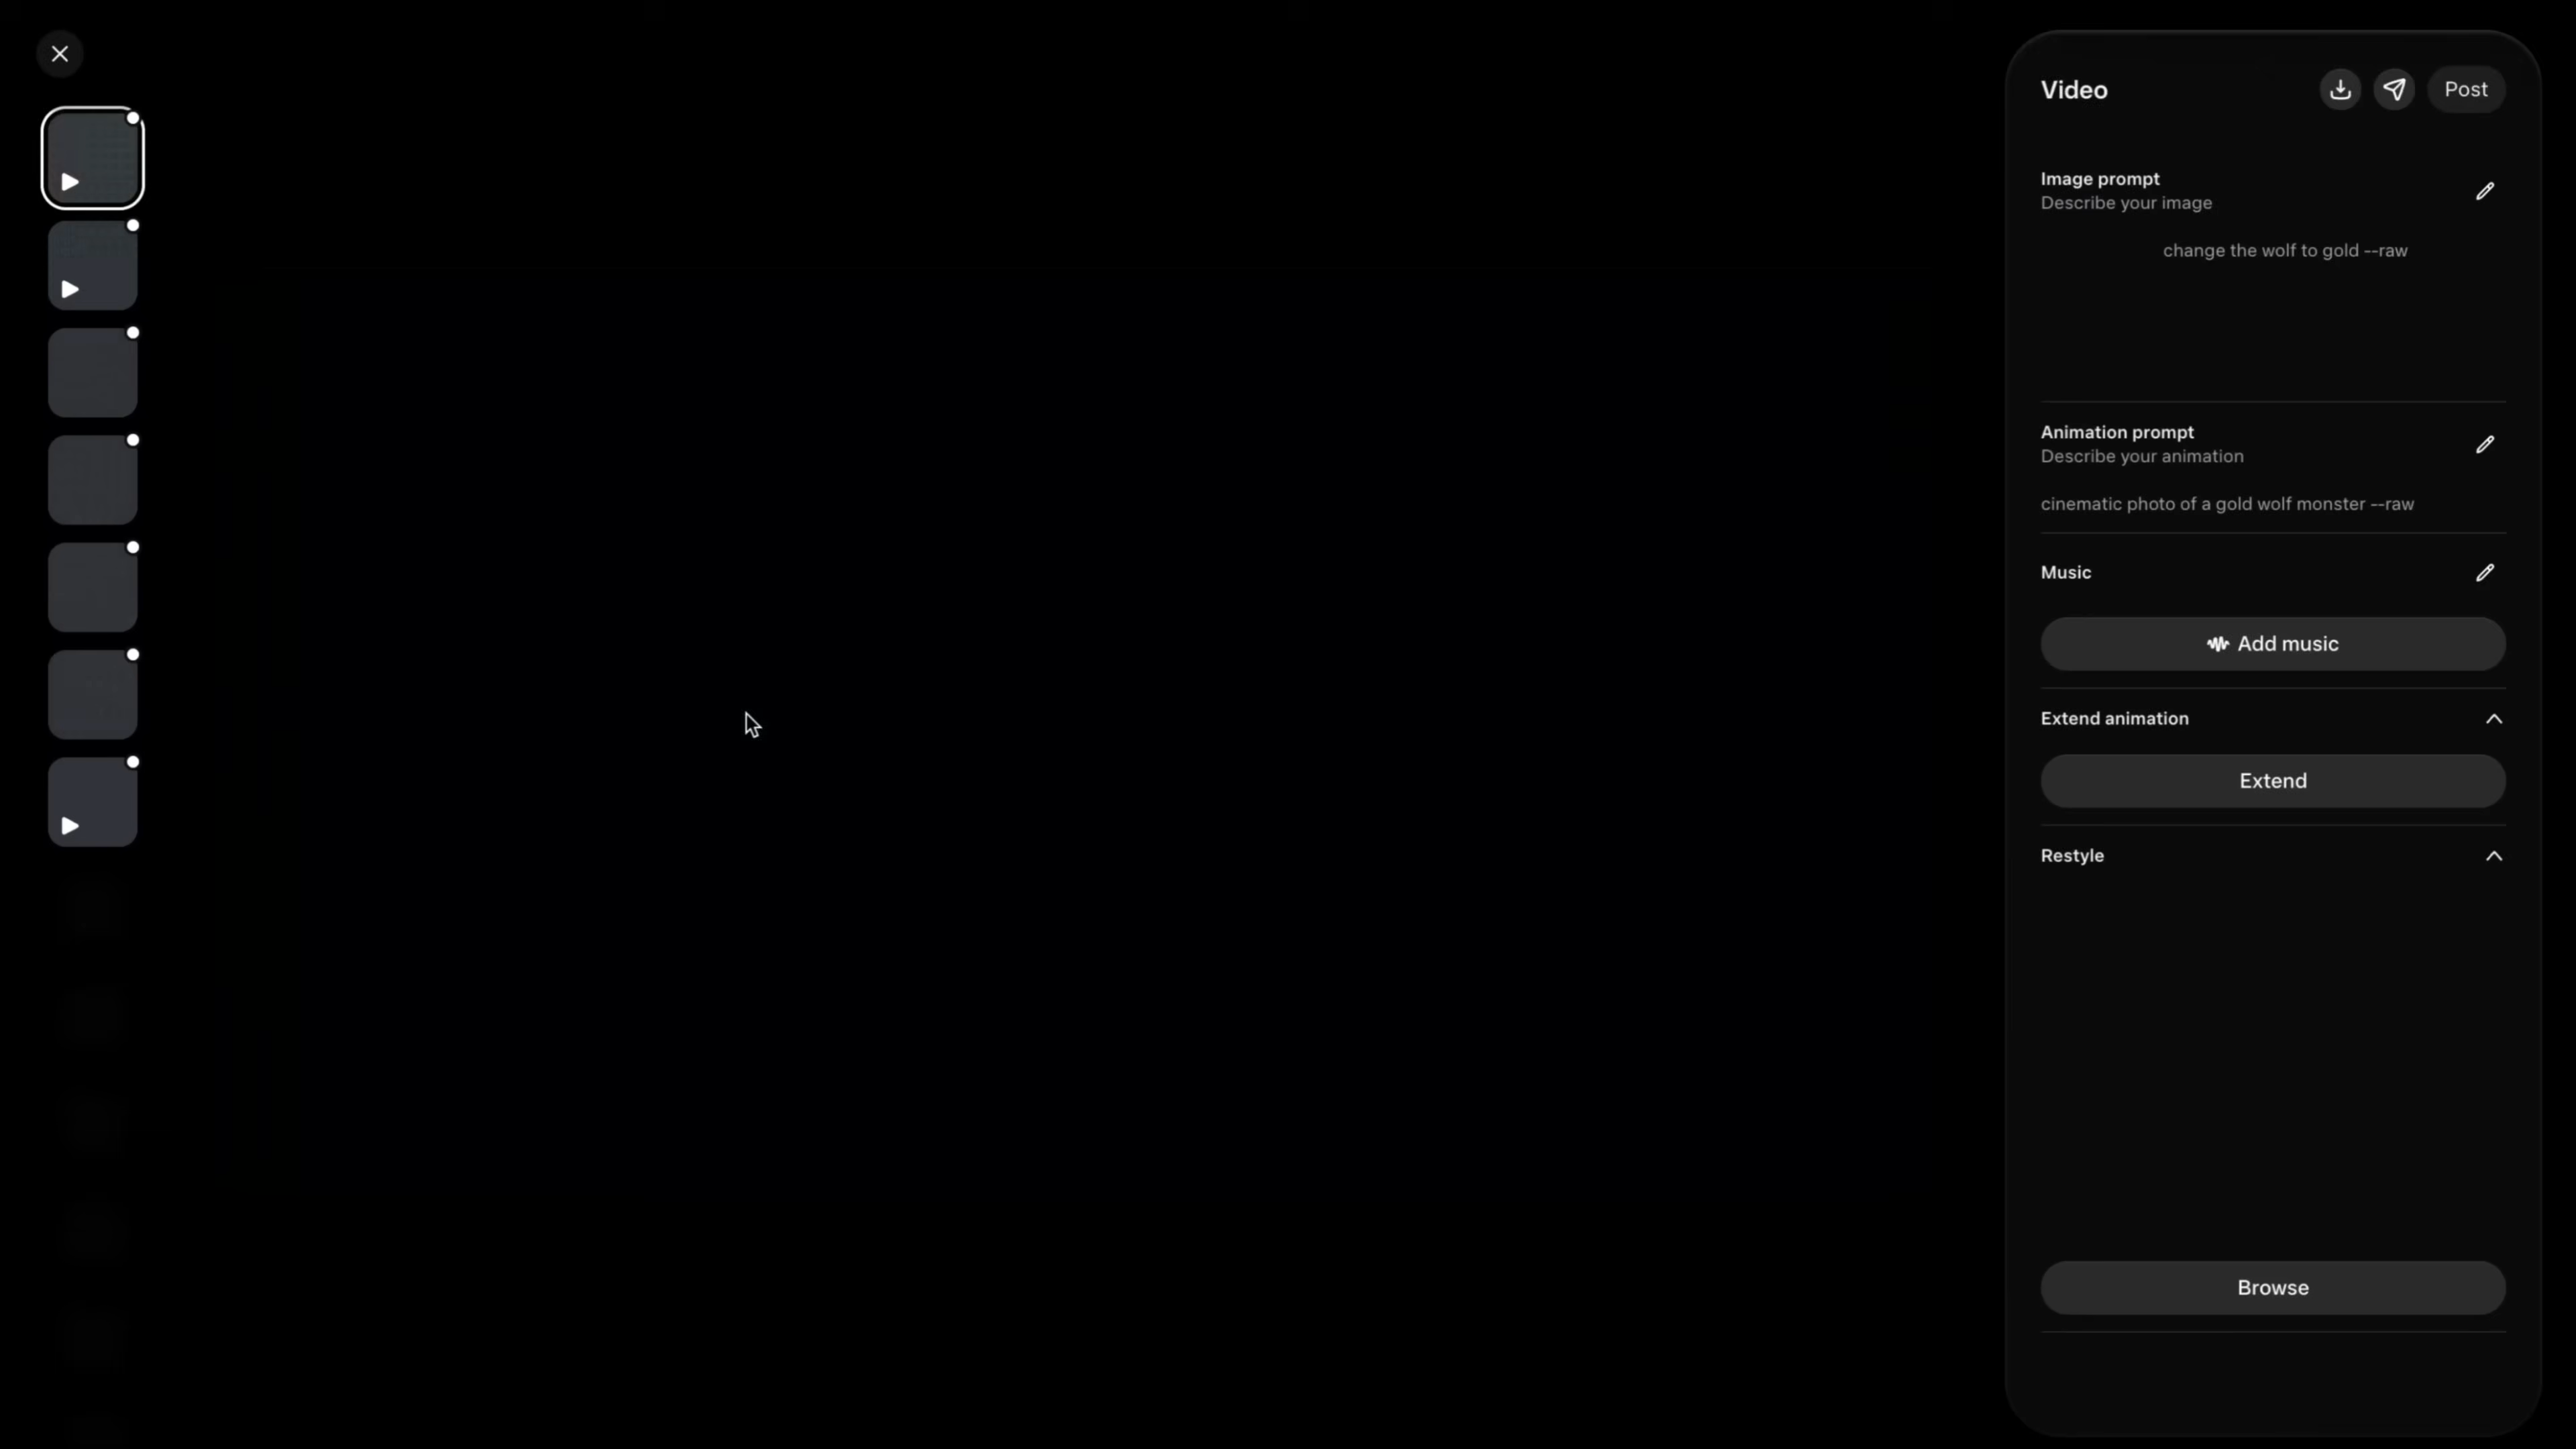 Video
Post
Image prompt
Describe your image
change the wolf to gold --raw
Animation prompt
Describe your animation
cinematic photo of a gold wolf monster --raw
Music
Add music
Extend animation
Extend
Restyle
Browse